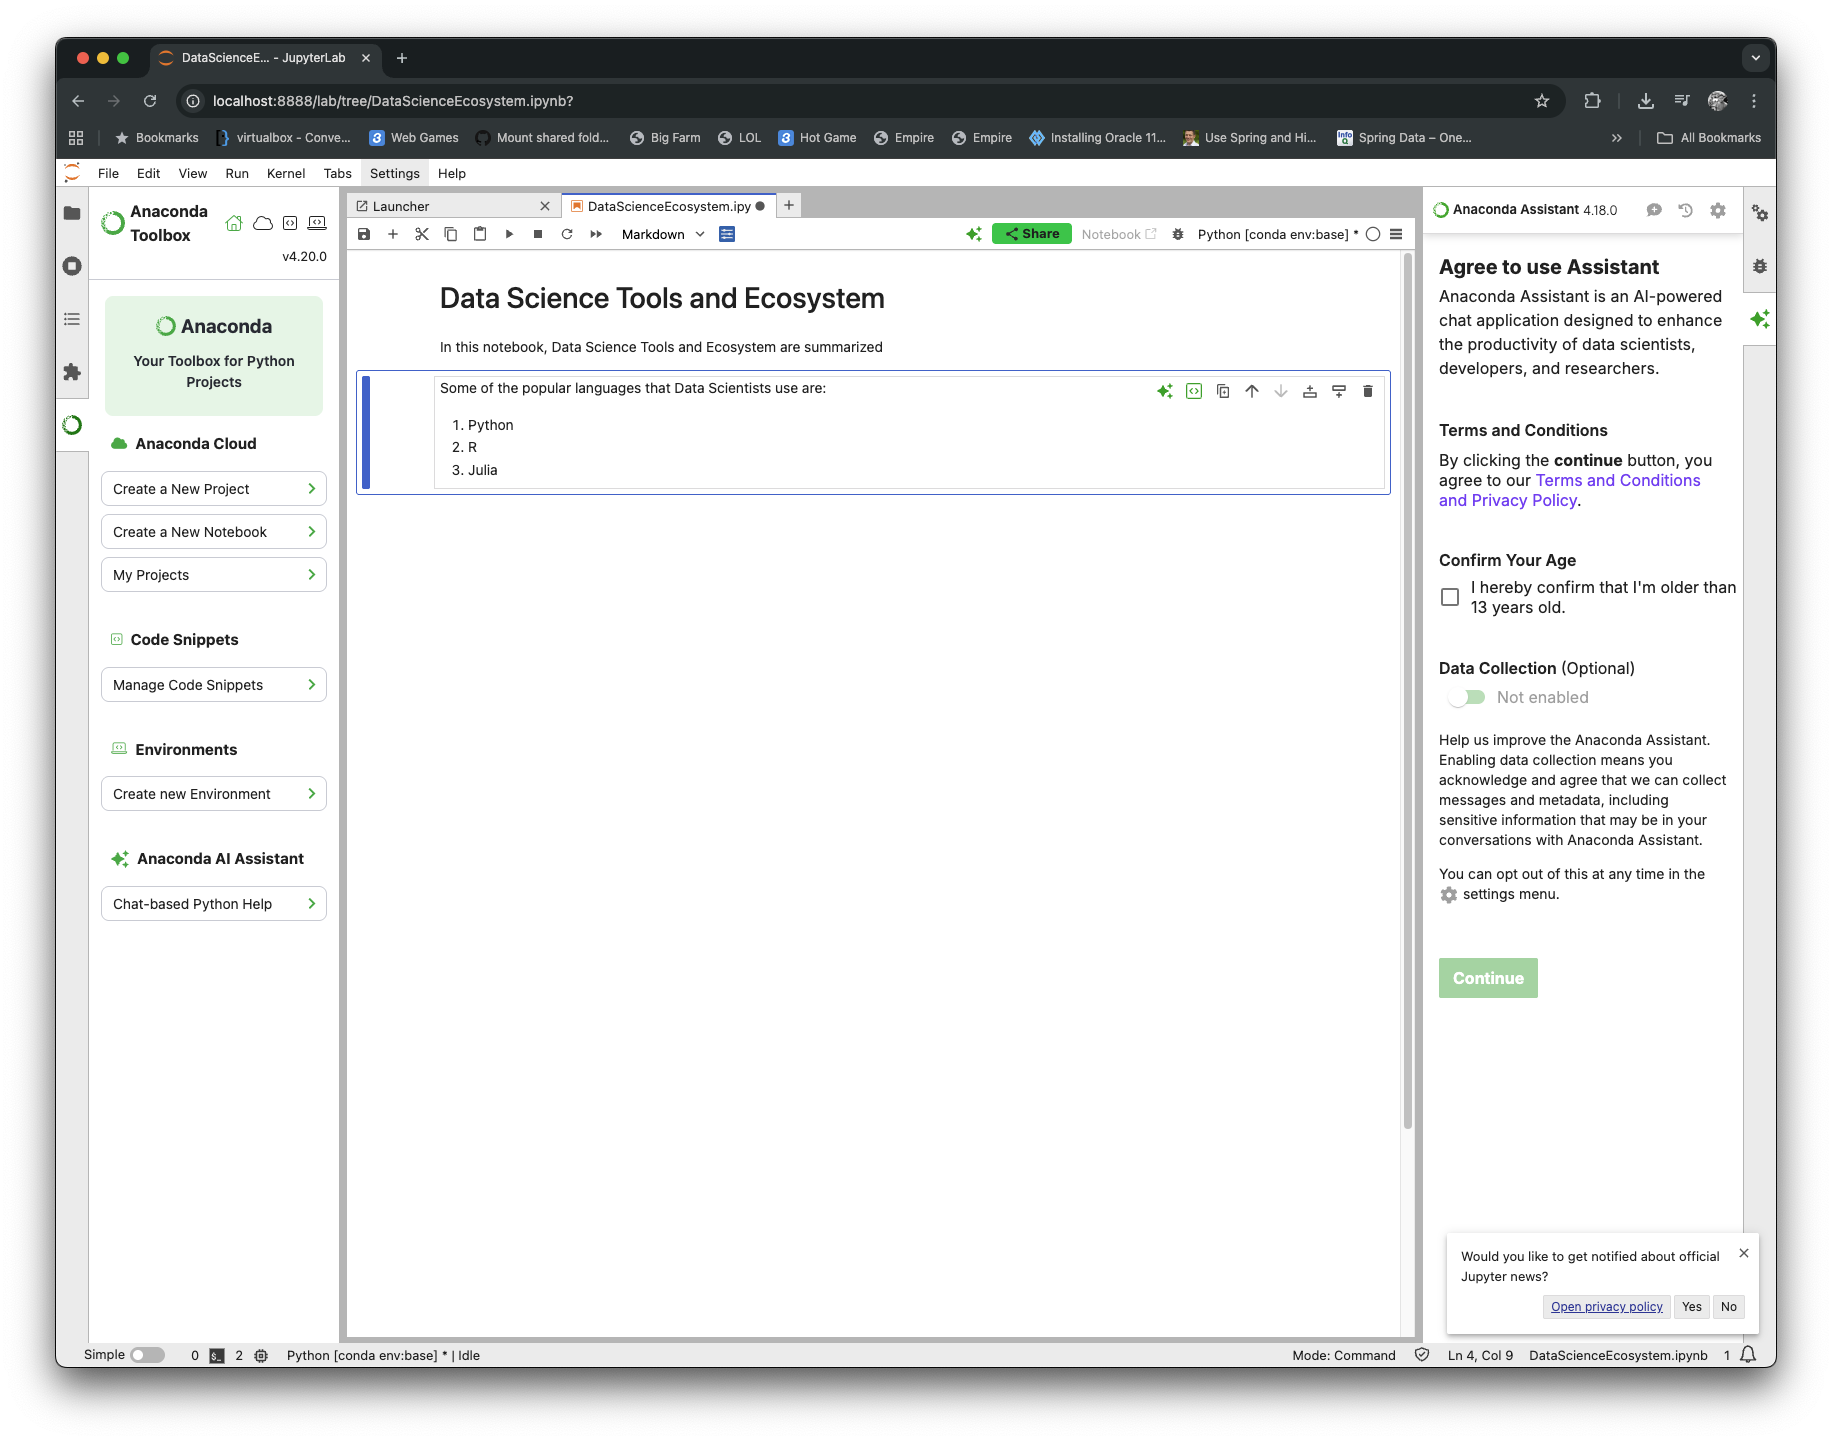 DataScienceE... - JupyterLab
localhost:8888/lab/tree/DataScienceEcosystem.ipynb?
Bookmarks
virtualbox - Conve...
Web Games
Mount shared fold...
Big Farm
LOL
Hot Game
Empire
Empire
Installing Oracle 11...
Use Spring and Hi...
Spring Data – One...
All Bookmarks
File Edit View Run Kernel Tabs Settings Help
Anaconda
Toolbox
v4.20.0
Anaconda
Your Toolbox for Python
Projects
Anaconda Cloud
Create a New Project
Create a New Notebook
My Projects
Code Snippets
Manage Code Snippets
Environments
Create new Environment
Anaconda AI Assistant
Chat-based Python Help
Launcher
DataScienceEcosystem.ipy
Markdown
Share
Notebook
Python [conda env:base] *
Data Science Tools and Ecosystem
In this notebook, Data Science Tools and Ecosystem are summarized
Some of the popular languages that Data Scientists use are:
1. Python
2. R
3. Julia
Anaconda Assistant 4.18.0
Agree to use Assistant
Anaconda Assistant is an AI-powered
chat application designed to enhance
the productivity of data scientists,
developers, and researchers.
Terms and Conditions
By clicking the continue button, you
agree to our Terms and Conditions
and Privacy Policy.
Confirm Your Age
I hereby confirm that I'm older than
13 years old.
Data Collection (Optional)
Not enabled
Help us improve the Anaconda Assistant.
Enabling data collection means you
acknowledge and agree that we can collect
messages and metadata, including
sensitive information that may be in your
conversations with Anaconda Assistant.
You can opt out of this at any time in the
settings menu.
Continue
Would you like to get notified about official
Jupyter news?
Open privacy policy Yes No
Simple 0 2 Python [conda env:base] * | Idle
Mode: Command Ln 4, Col 9 DataScienceEcosystem.ipynb 1